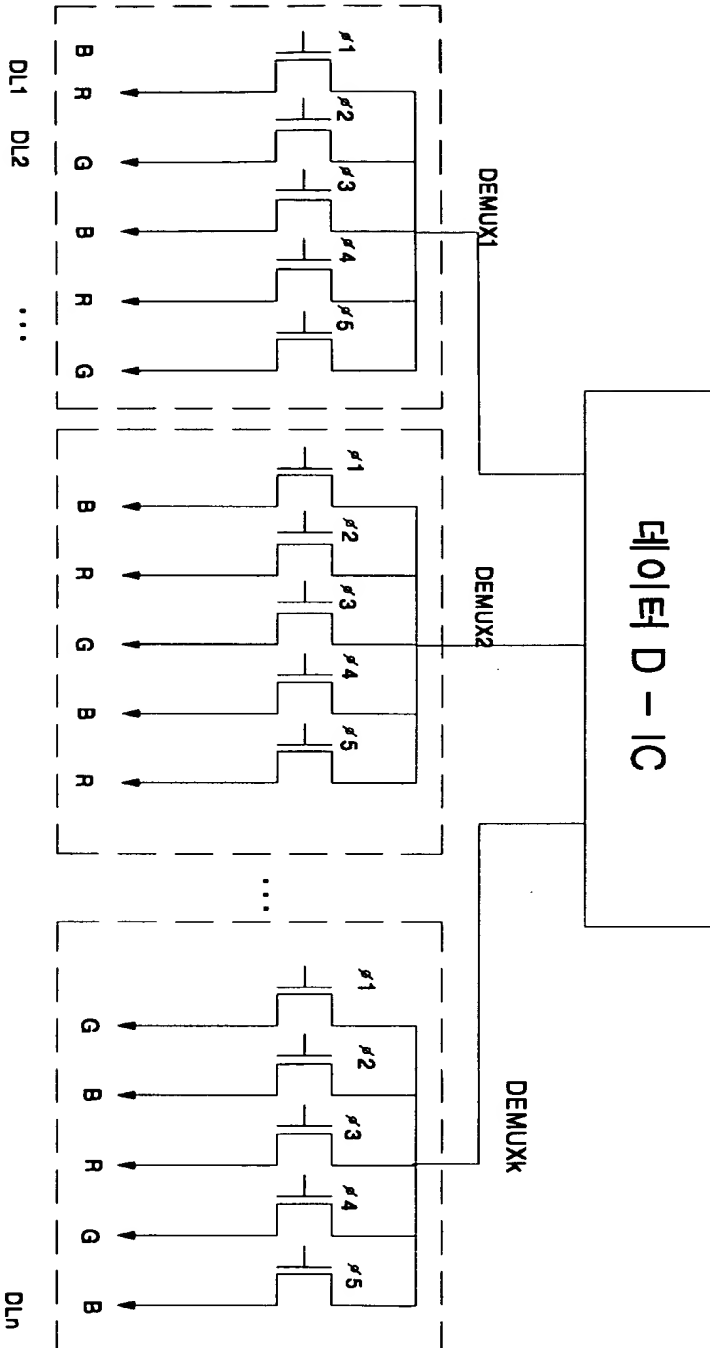 데이터 D-IC
DEMUX1
DEMUX2
DEMUXk
ø1
ø2
ø3
ø4
ø5
ø1
ø2
ø3
ø4
ø5
...
ø1
ø2
ø3
ø4
ø5
B R G B R G
B R G B R
G B R G B
DL1 DL2 ... DLn